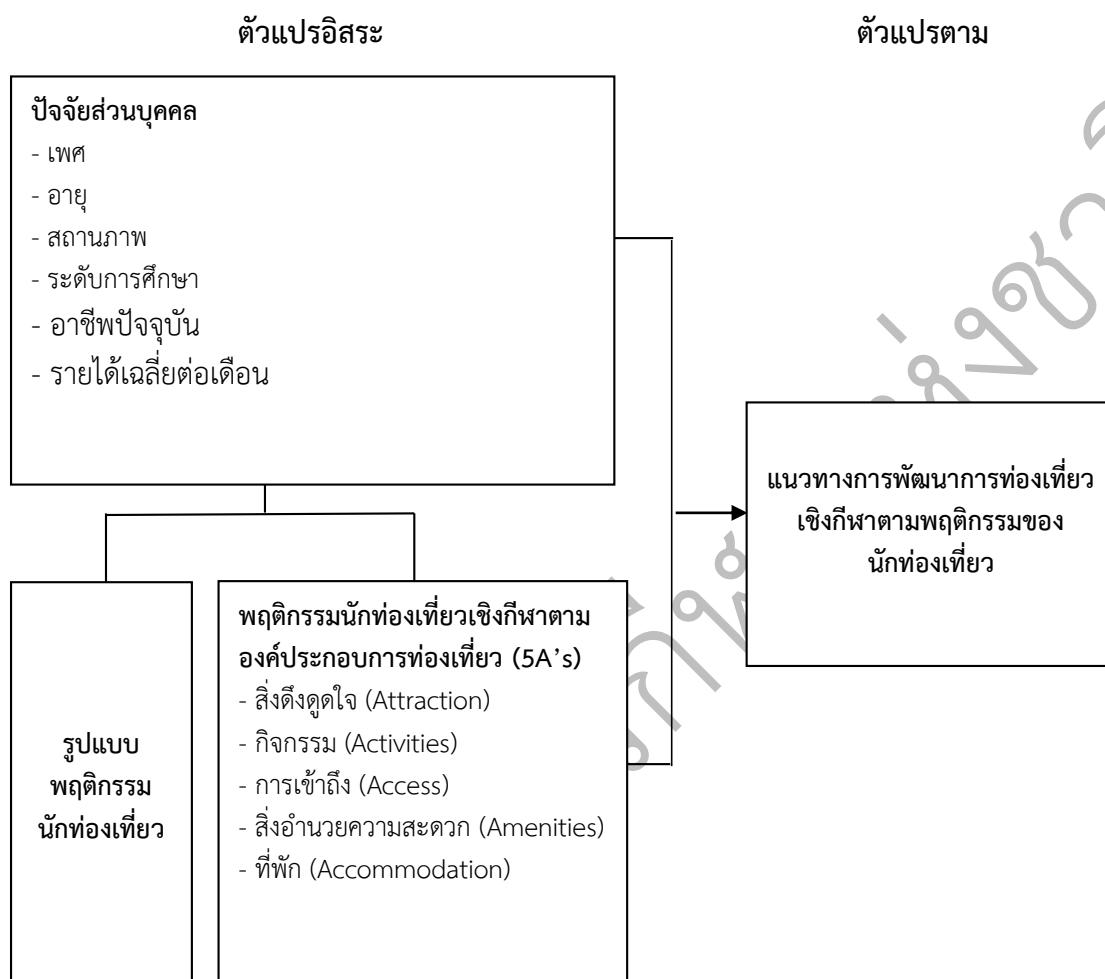 ตัวแปรอิสระ
ตัวแปรตาม
ปัจจัยส่วนบุคคล
- เพศ
- อายุ
- สถานภาพ
- ระดับการศึกษา
- อาชีพปัจจุบัน
- รายได้เฉลี่ยต่อเดือน
แนวทางการพัฒนาการท่องเที่ยว
เชิงกีฬาตามพฤติกรรมของ
นักท่องเที่ยว
รูปแบบ
พฤติกรรม
นักท่องเที่ยว
พฤติกรรมนักท่องเที่ยวเชิงกีฬาตาม
องค์ประกอบการท่องเที่ยว (5A's)
- สิ่งดึงดูดใจ (Attraction)
- กิจกรรม (Activities)
- การเข้าถึง (Access)
- สิ่งอำนวยความสะดวก (Amenities)
- ที่พัก (Accommodation)